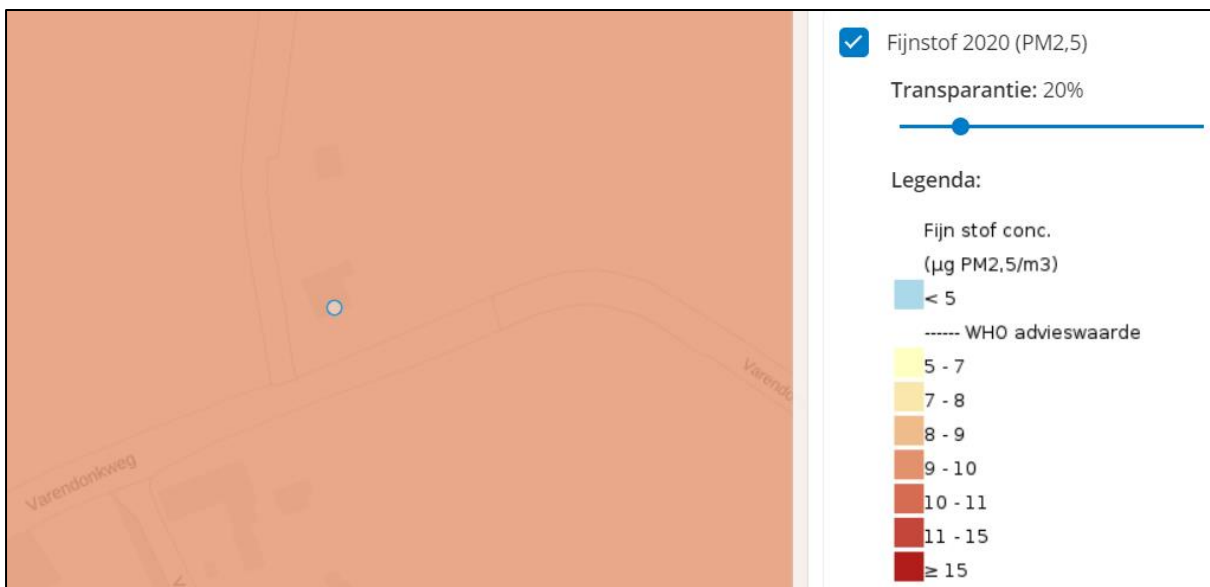 Fijnstof 2020 (PM2,5)
Transparantie: 20%
Legenda:
Fijn stof conc.
(µg PM2,5/m3)
< 5
------ WHO advieswaarde
5 - 7
7 - 8
8 - 9
9 - 10
10 - 11
11 - 15
≥ 15
Varendonkweg